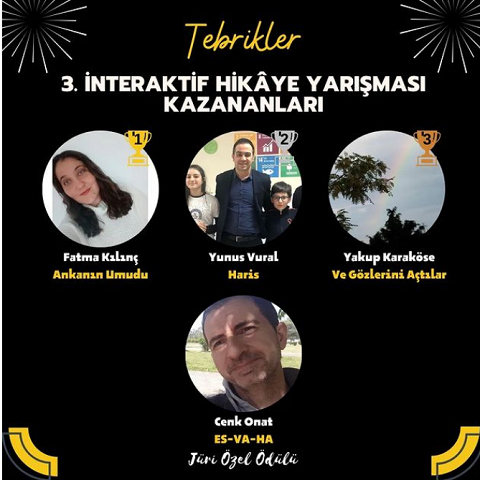 Tebrikler
3. İNTERAKTİF HİKÂYE YARIŞMASI
KAZANANLARI
1
2
3
Fatma Kılınç
Ankanın Umudu
Yunus Vural
Haris
Yakup Karaköse
Ve Gözlerini Açtılar
Cenk Onat
ES-VA-HA
Jüri Özel Ödülü